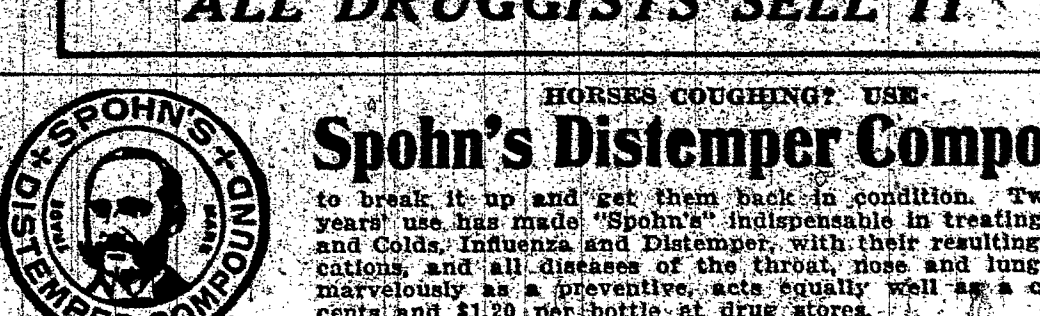 ALL DRUGGISTS SELL IT
HORSES COUGHING? USE
Spohn's Distemper Compo
to break it up and get them back in condition. Tw
years' use has made "Spohn's" indispensable in treating
and Colds, Influenza and Distemper, with their resulting
cations, and all diseases of the throat, nose and lung
marvelously as a preventive, acts equally well as a c
cents and $1.20 per bottle at drug stores.
SPOHN'S
DISTEMPER COMPOUND
MARK